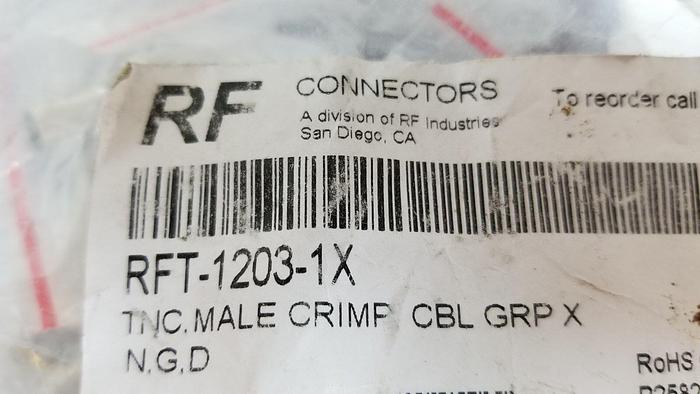 RF CONNECTORS
A division of RF Industries
San Diego, CA
To reorder call
RFT-1203-1X
TNC, MALE CRIMP CBL GRP X
N,G,D
RoHS